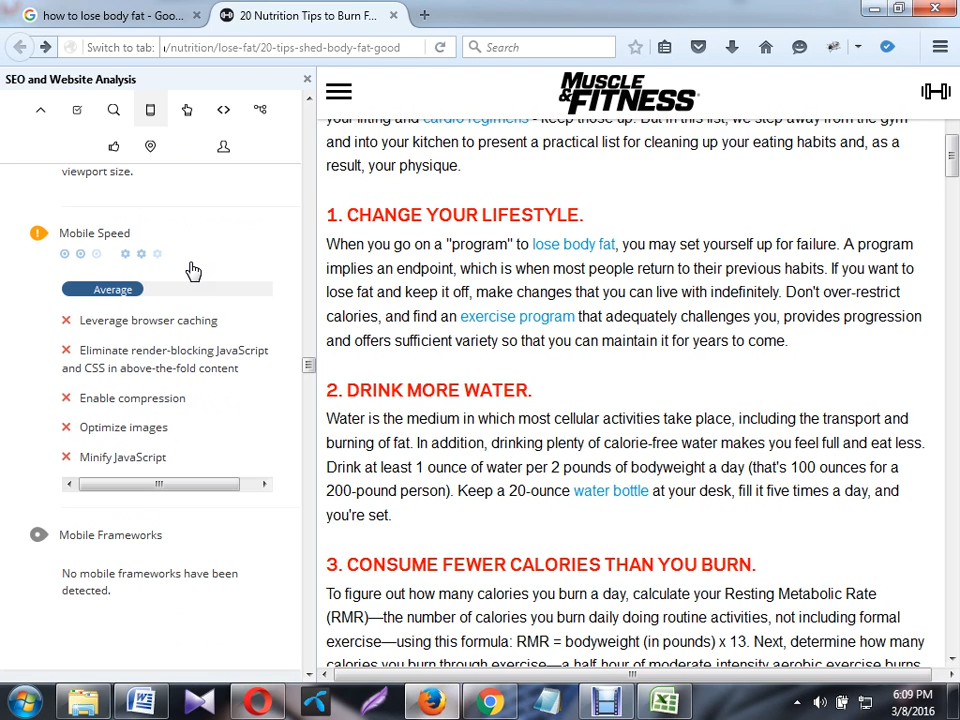 how to lose body fat - Goo...
20 Nutrition Tips to Burn F...
Switch to tab:
/nutrition/lose-fat/20-tips-shed-body-fat-good
Search
SEO and Website Analysis
viewport size.
Mobile Speed
Average
Leverage browser caching
Eliminate render-blocking JavaScript
and CSS in above-the-fold content
Enable compression
Optimize images
Minify JavaScript
Mobile Frameworks
No mobile frameworks have been
detected.
MUSCLE
&FITNESS
your lifting and cardio regimens - keep those up. But in this list, we step away from the gym
and into your kitchen to present a practical list for cleaning up your eating habits and, as a
result, your physique.
1. CHANGE YOUR LIFESTYLE.
When you go on a "program" to lose body fat, you may set yourself up for failure. A program
implies an endpoint, which is when most people return to their previous habits. If you want to
lose fat and keep it off, make changes that you can live with indefinitely. Don't over-restrict
calories, and find an exercise program that adequately challenges you, provides progression
and offers sufficient variety so that you can maintain it for years to come.
2. DRINK MORE WATER.
Water is the medium in which most cellular activities take place, including the transport and
burning of fat. In addition, drinking plenty of calorie-free water makes you feel full and eat less.
Drink at least 1 ounce of water per 2 pounds of bodyweight a day (that's 100 ounces for a
200-pound person). Keep a 20-ounce water bottle at your desk, fill it five times a day, and
you're set.
3. CONSUME FEWER CALORIES THAN YOU BURN.
To figure out how many calories you burn a day, calculate your Resting Metabolic Rate
(RMR)—the number of calories you burn daily doing routine activities, not including formal
exercise—using this formula: RMR = bodyweight (in pounds) x 13. Next, determine how many
calories you burn through exercise—a half hour of moderate intensity aerobic exercise burns
6:09 PM
3/8/2016